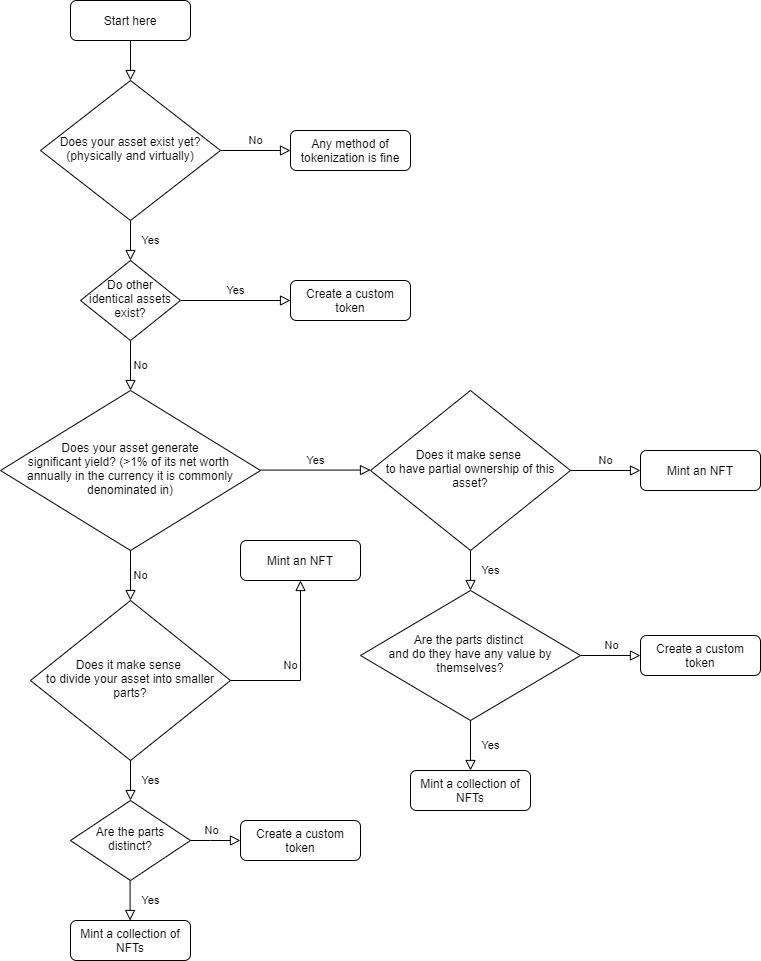 Start here
Does your asset exist yet?
(physically and virtually)
No
Any method of
tokenization is fine
Yes
Do other
identical assets
exist?
Yes
Create a custom
token
No
Does your asset generate
significant yield? (>1% of its net worth
annually in the currency it is commonly
denominated in)
Yes
Does it make sense
to have partial ownership of this
asset?
No
Mint an NFT
No
Mint an NFT
Yes
Does it make sense
to divide your asset into smaller
parts?
No
Are the parts distinct
and do they have any value by
themselves?
No
Create a custom
token
Yes
Mint a collection of
NFTs
Yes
Are the parts
distinct?
No
Create a custom
token
Yes
Mint a collection of
NFTs